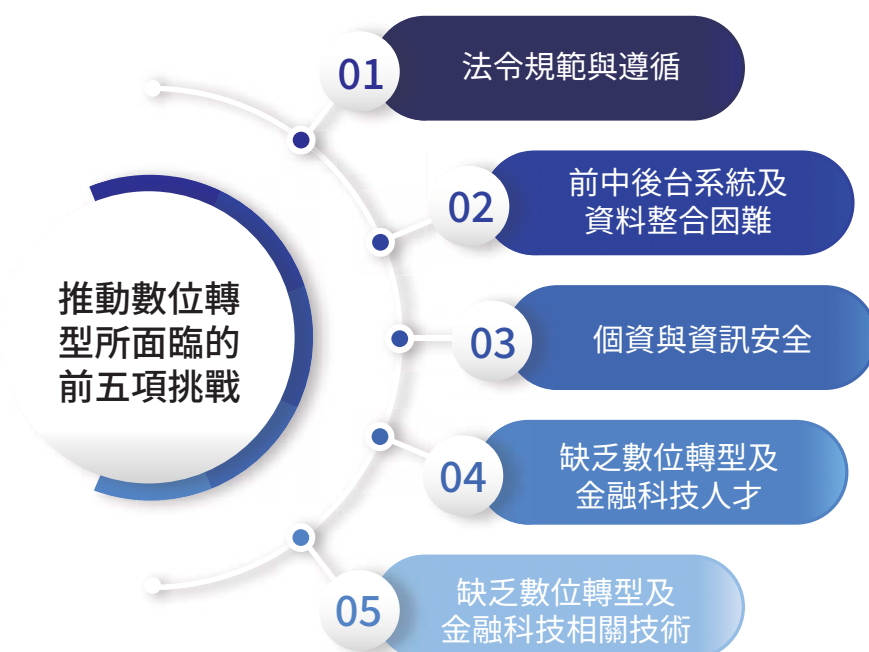 推動數位轉
型所面臨的
前五項挑戰
01
法令規範與遵循
02
前中後台系統及
資料整合困難
03
個資與資訊安全
04
缺乏數位轉型及
金融科技人才
05
缺乏數位轉型及
金融科技相關技術